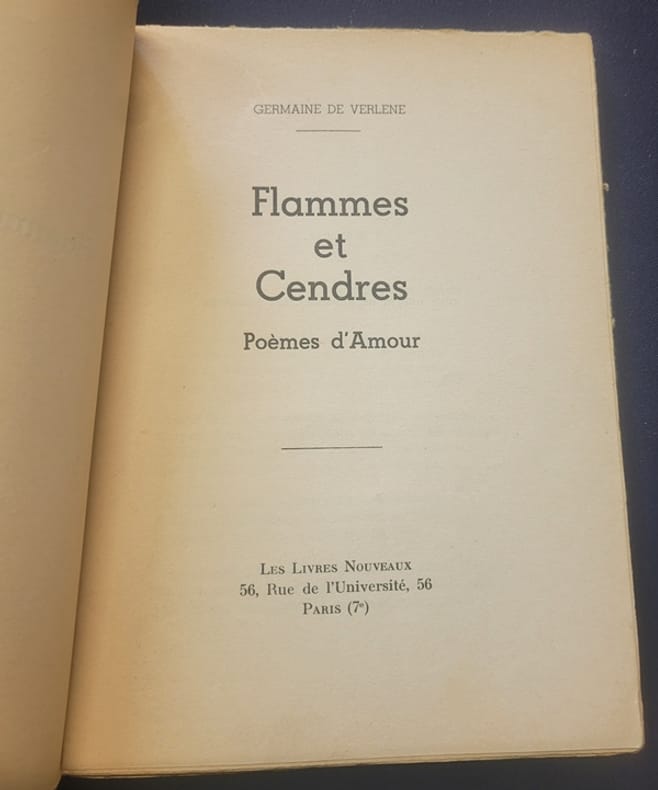 GERMAINE DE VERLENE
Flammes
et
Cendres
Poèmes d'Amour
LES LIVRES NOUVEAUX
56, Rue de l'Université, 56
PARIS (7e)